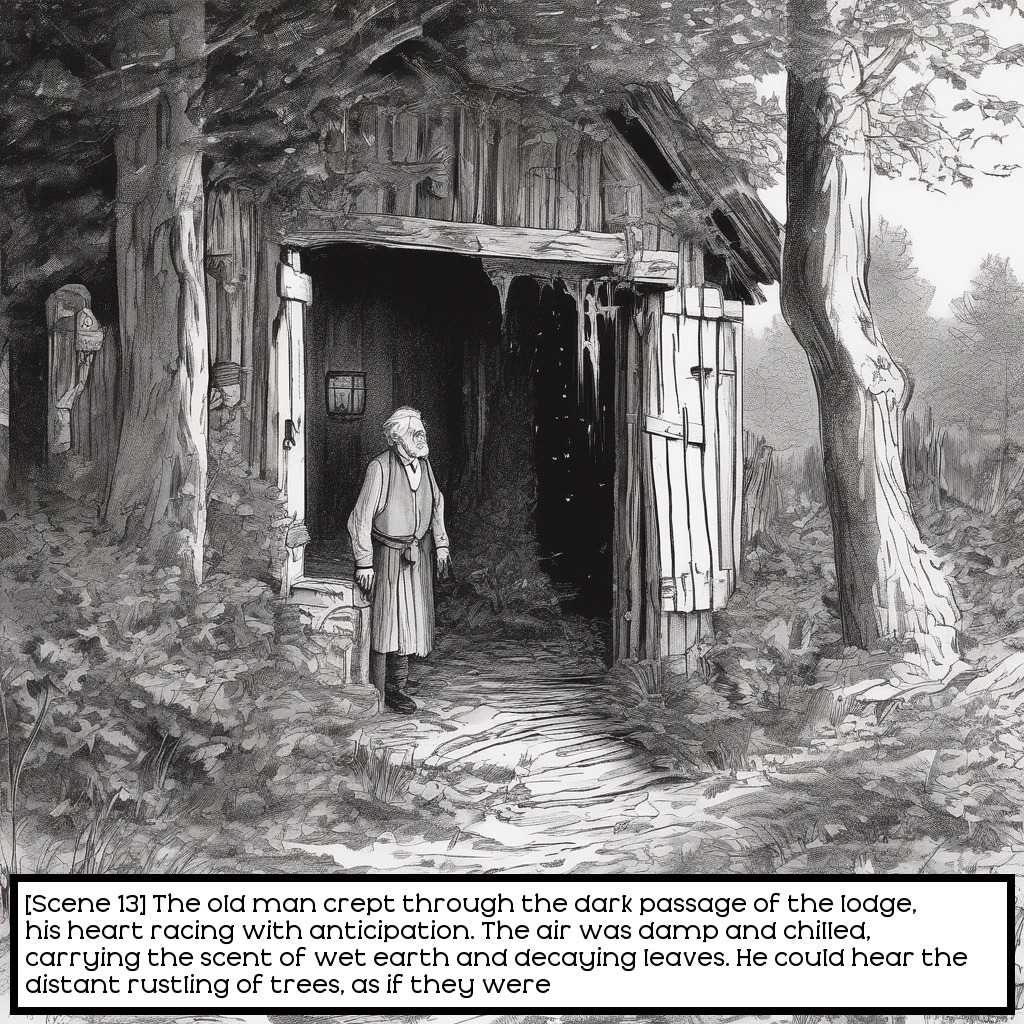 [Scene 13] The old man crept through the dark passage of the lodge,
his heart racing with anticipation. The air was damp and chilled,
carrying the scent of wet earth and decaying leaves. He could hear the
distant rustling of trees, as if they were